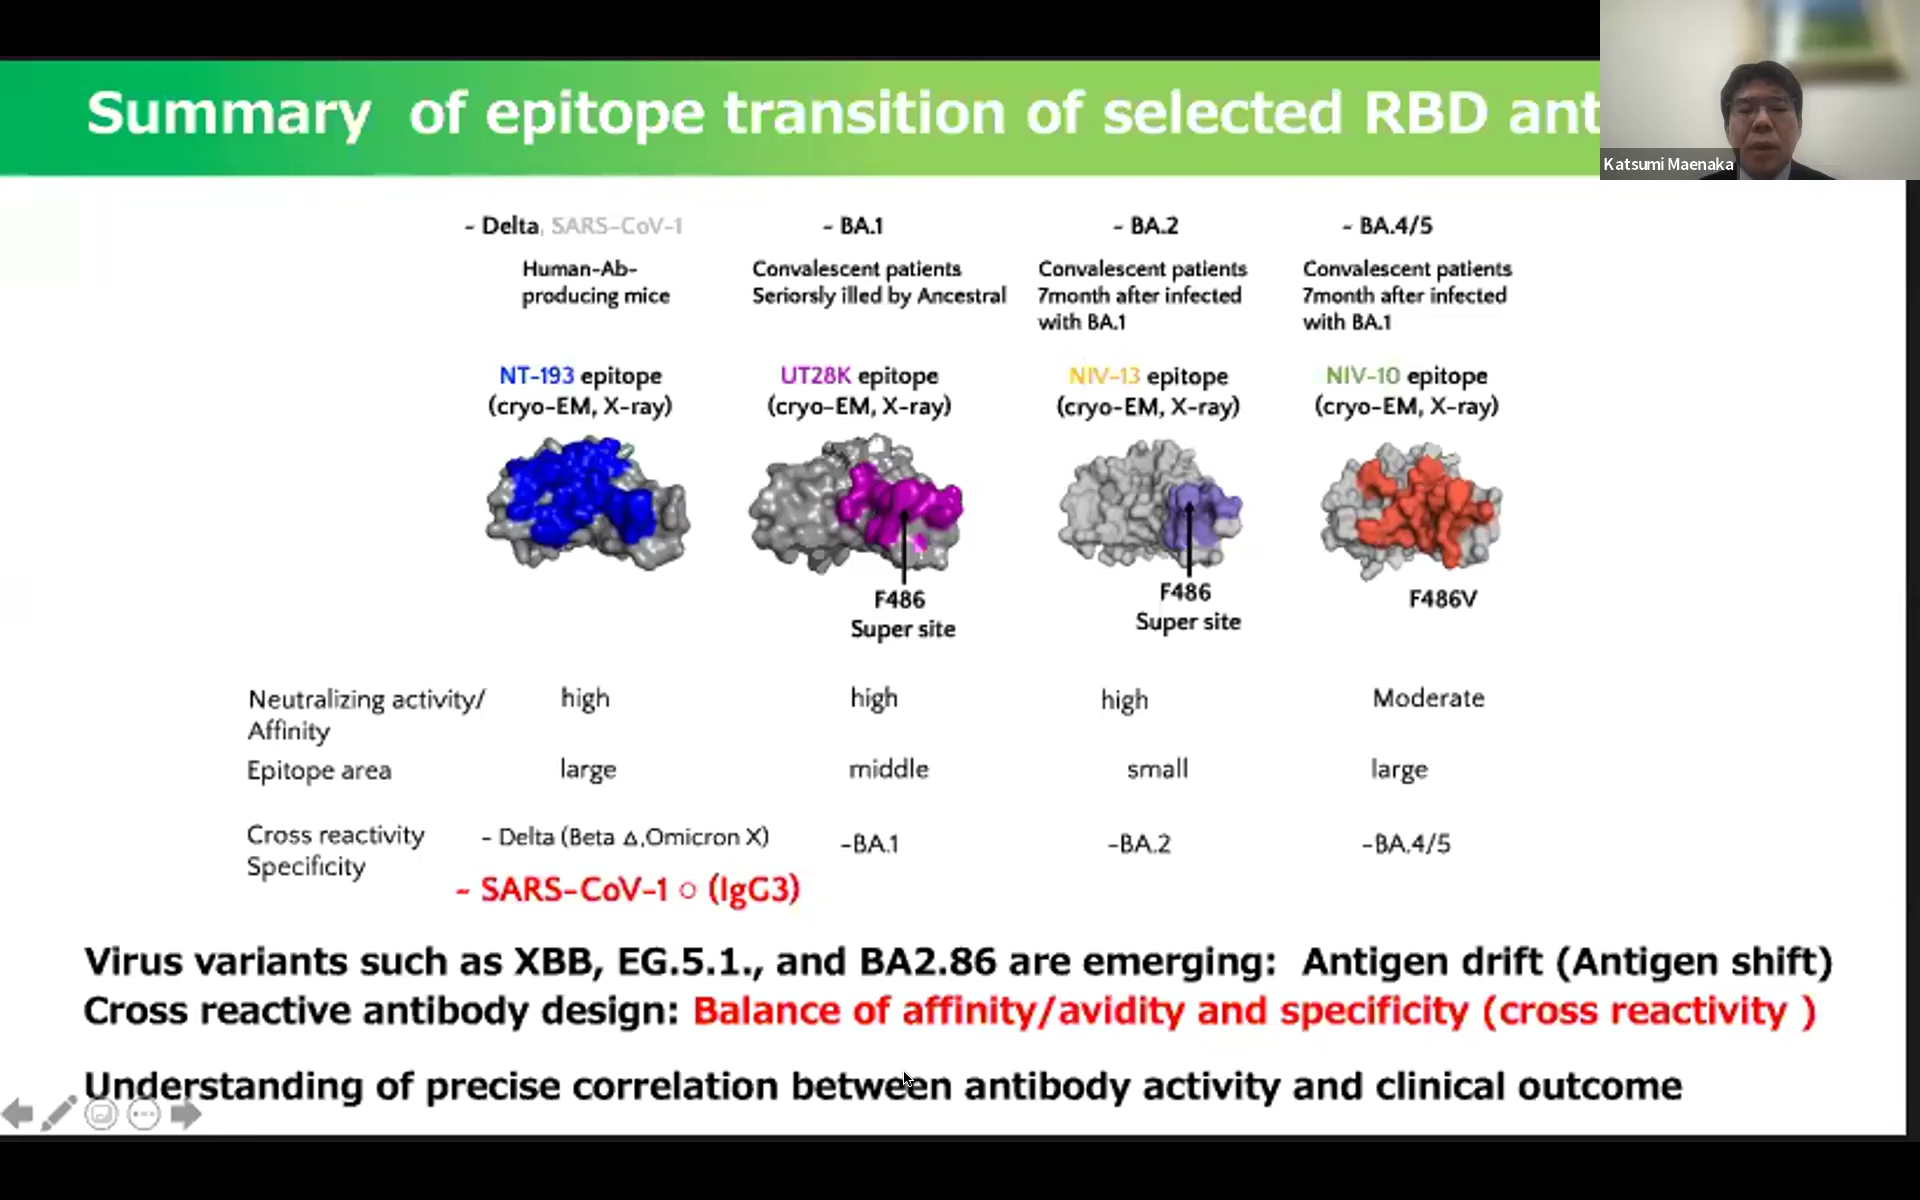 Summary of epitope transition of selected RBD ant
Katsumi Maenaka
- Delta, SARS-CoV-1
- BA.1
- BA.2
- BA.4/5
Human-Ab-
producing mice
Convalescent patients
Seriorsly illed by Ancestral
Convalescent patients
7month after infected
with BA.1
Convalescent patients
7month after infected
with BA.1
NT-193 epitope
(cryo-EM, X-ray)
UT28K epitope
(cryo-EM, X-ray)
NIV-13 epitope
(cryo-EM, X-ray)
NIV-10 epitope
(cryo-EM, X-ray)
F486
Super site
F486
Super site
F486V
Neutralizing activity/
Affinity
high
high
high
Moderate
Epitope area
large
middle
small
large
Cross reactivity
Specificity
- Delta (Beta Δ,Omicron X)
-BA.1
-BA.2
-BA.4/5
- SARS-CoV-1 ○ (IgG3)
Virus variants such as XBB, EG.5.1., and BA2.86 are emerging: Antigen drift (Antigen shift)
Cross reactive antibody design: Balance of affinity/avidity and specificity (cross reactivity )
Understanding of precise correlation between antibody activity and clinical outcome